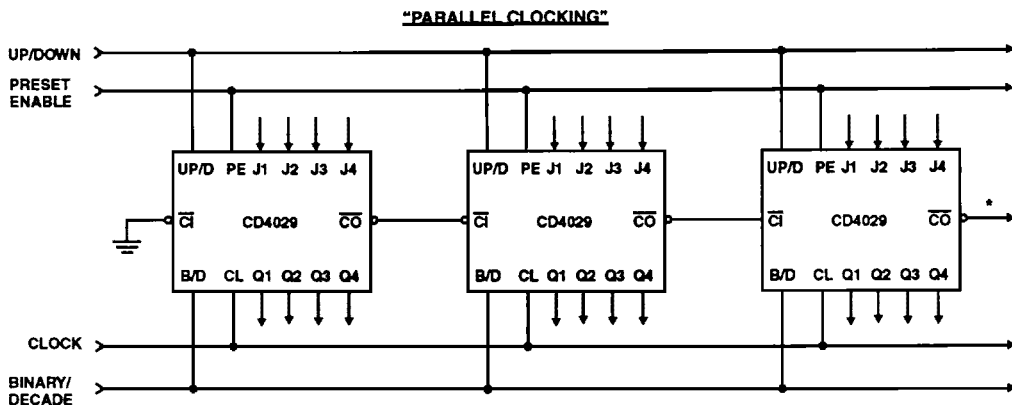 "PARALLEL CLOCKING"
UP/DOWN
PRESET
ENABLE
UP/D PE J1 J2 J3 J4
UP/D PE J1 J2 J3 J4
UP/D PE J1 J2 J3 J4
CI CD4029 CO
CI CD4029 CO
CI CD4029 CO
*
B/D CL Q1 Q2 Q3 Q4
B/D CL Q1 Q2 Q3 Q4
B/D CL Q1 Q2 Q3 Q4
CLOCK
BINARY/
DECADE